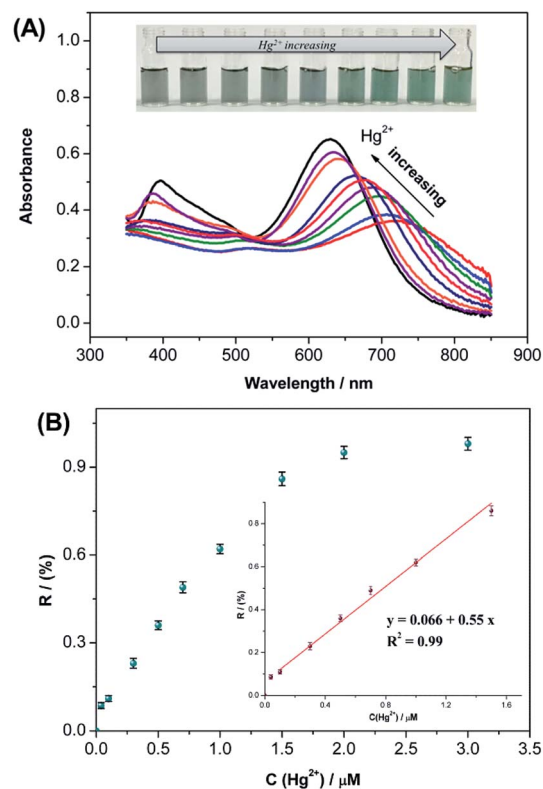 (A)
Hg2+ increasing
Hg2+
increasing
Absorbance
1.0
0.8
0.6
0.4
0.2
0.0
300 400 500 600 700 800 900
Wavelength / nm
(B)
R / (%)
0.9
0.6
0.3
0.0
0.0 0.5 1.0 1.5 2.0 2.5 3.0 3.5
C (Hg2+) / μM
R / (%)
0.8
0.6
0.4
0.2
0.0
y = 0.066 + 0.55 x
R2 = 0.99
0.0 0.4 0.8 1.2 1.6
C(Hg2+) / μM